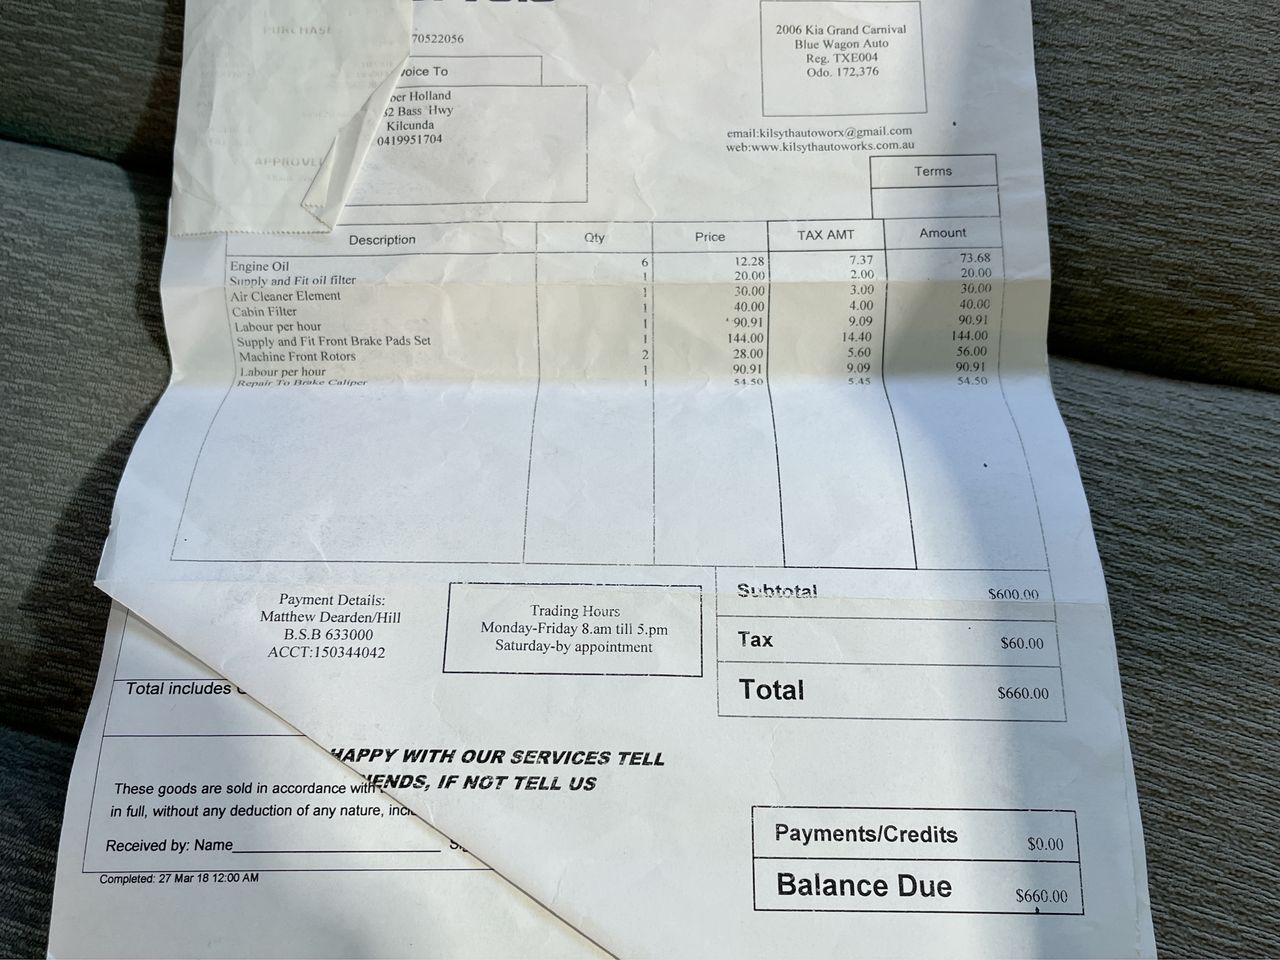 PURCHASE
70522056
2006 Kia Grand Carnival
Blue Wagon Auto
Reg. TXE004
Odo. 172,376
voice To
Holland
Bass Hwy
Kilcunda
0419951704
email:kilsythautoworx@gmail.com
web:www.kilsythautoworks.com.au
Terms
APPROVE
Description Qty Price TAX AMT Amount
Engine Oil 6 12.28 7.37 73.68
Supply and Fit oil filter 1 20.00 2.00 20.00
Air Cleaner Element 1 30.00 3.00 30.00
Cabin Filter 1 40.00 4.00 40.00
Labour per hour 1 90.91 9.09 90.91
Supply and Fit Front Brake Pads Set 1 144.00 14.40 144.00
Machine Front Rotors 2 28.00 5.60 56.00
Labour per hour 1 90.91 9.09 90.91
Repair To Brake Caliper 1 54.50 5.45 54.50
Subtotal $600.00
Tax $60.00
Total $660.00
Payment Details:
Matthew Dearden/Hill
B.S.B 633000
ACCT:150344042
Trading Hours
Monday-Friday 8.am till 5.pm
Saturday-by appointment
Total includes
HAPPY WITH OUR SERVICES TELL
IENDS, IF NOT TELL US
These goods are sold in accordance with
in full, without any deduction of any nature, incl
Received by: Name
Completed: 27 Mar 18 12:00 AM
Payments/Credits $0.00
Balance Due $660.00